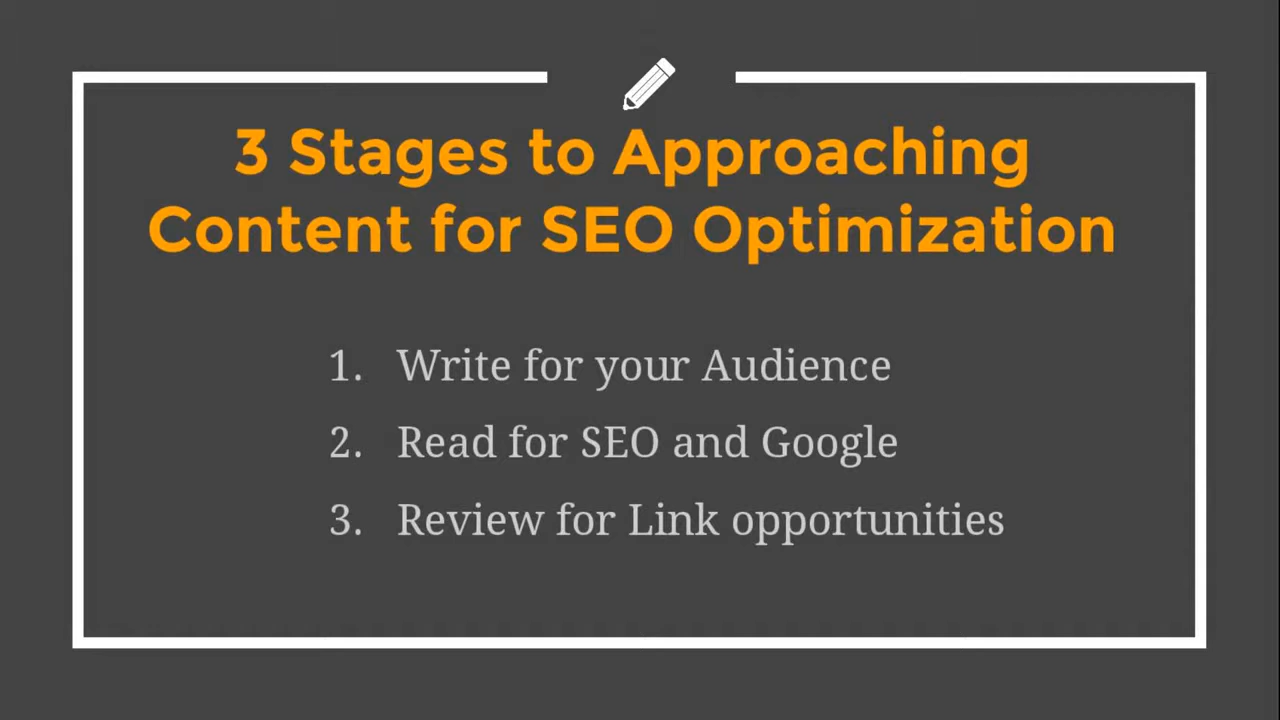 3 Stages to Approaching
Content for SEO Optimization
1. Write for your Audience
2. Read for SEO and Google
3. Review for Link opportunities